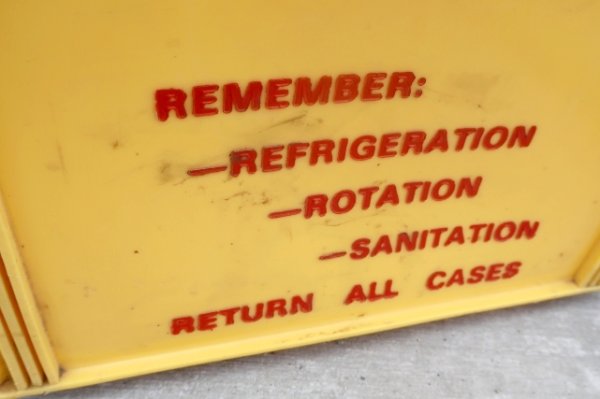 REMEMBER:
—REFRIGERATION
—ROTATION
—SANITATION
RETURN ALL CASES